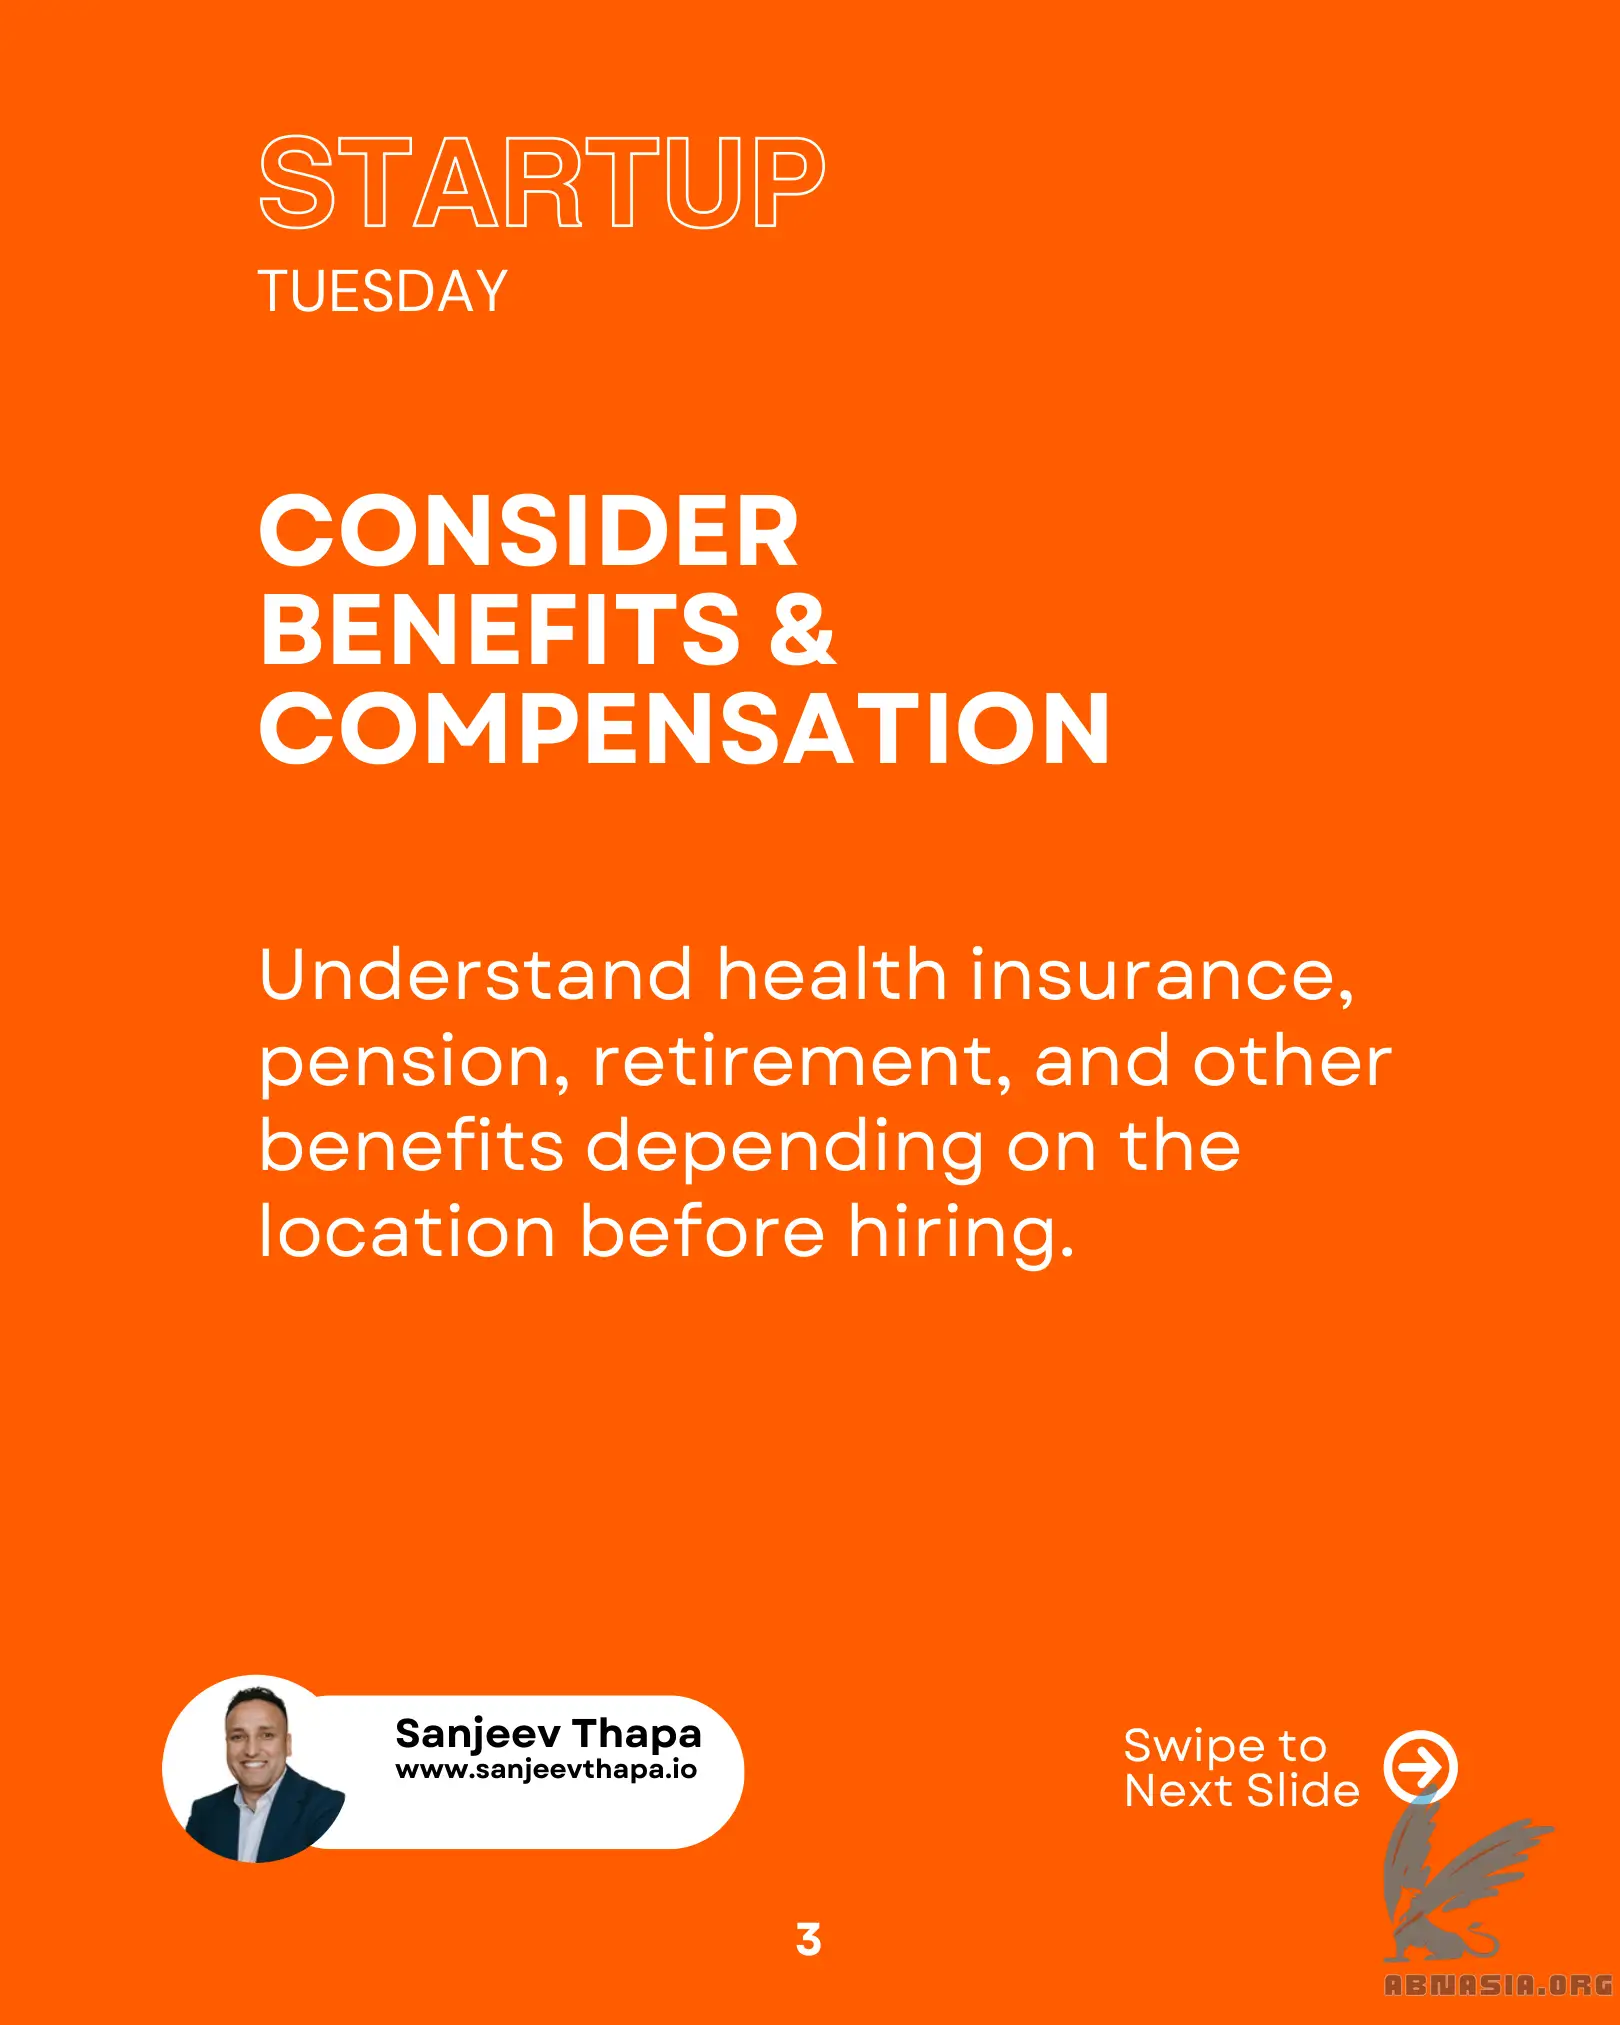 STARTUP
TUESDAY
CONSIDER
BENEFITS &
COMPENSATION
Understand health insurance,
pension, retirement, and other
benefits depending on the
location before hiring.
Sanjeev Thapa
www.sanjeevthapa.io
Swipe to
Next Slide
3
ABNASIA.ORG